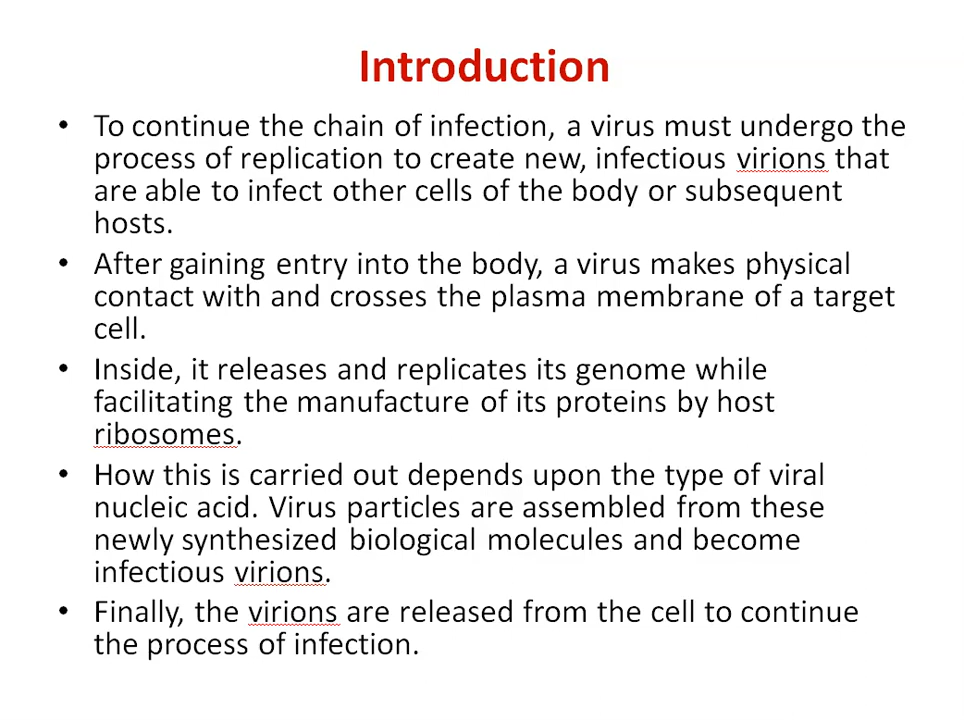 Introduction
• To continue the chain of infection, a virus must undergo the
process of replication to create new, infectious virions that
are able to infect other cells of the body or subsequent
hosts.
• After gaining entry into the body, a virus makes physical
contact with and crosses the plasma membrane of a target
cell.
• Inside, it releases and replicates its genome while
facilitating the manufacture of its proteins by host
ribosomes.
• How this is carried out depends upon the type of viral
nucleic acid. Virus particles are assembled from these
newly synthesized biological molecules and become
infectious virions.
• Finally, the virions are released from the cell to continue
the process of infection.